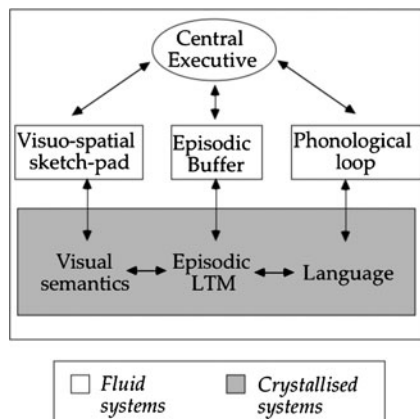 Central
Executive
Visuo-spatial
sketch-pad
Episodic
Buffer
Phonological
loop
Visual
semantics
Episodic
LTM
Language
Fluid
systems
Crystallised
systems